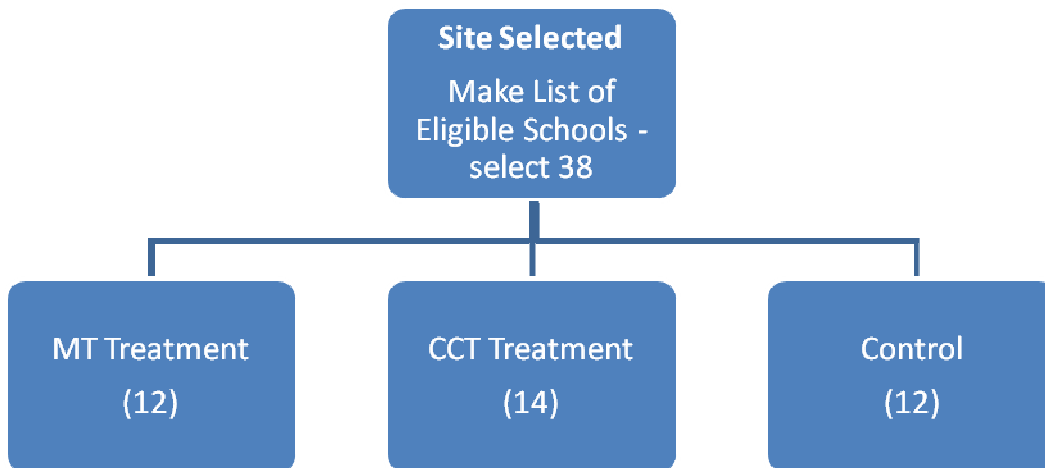 Site Selected
Make List of
Eligible Schools -
select 38
MT Treatment
(12)
CCT Treatment
(14)
Control
(12)